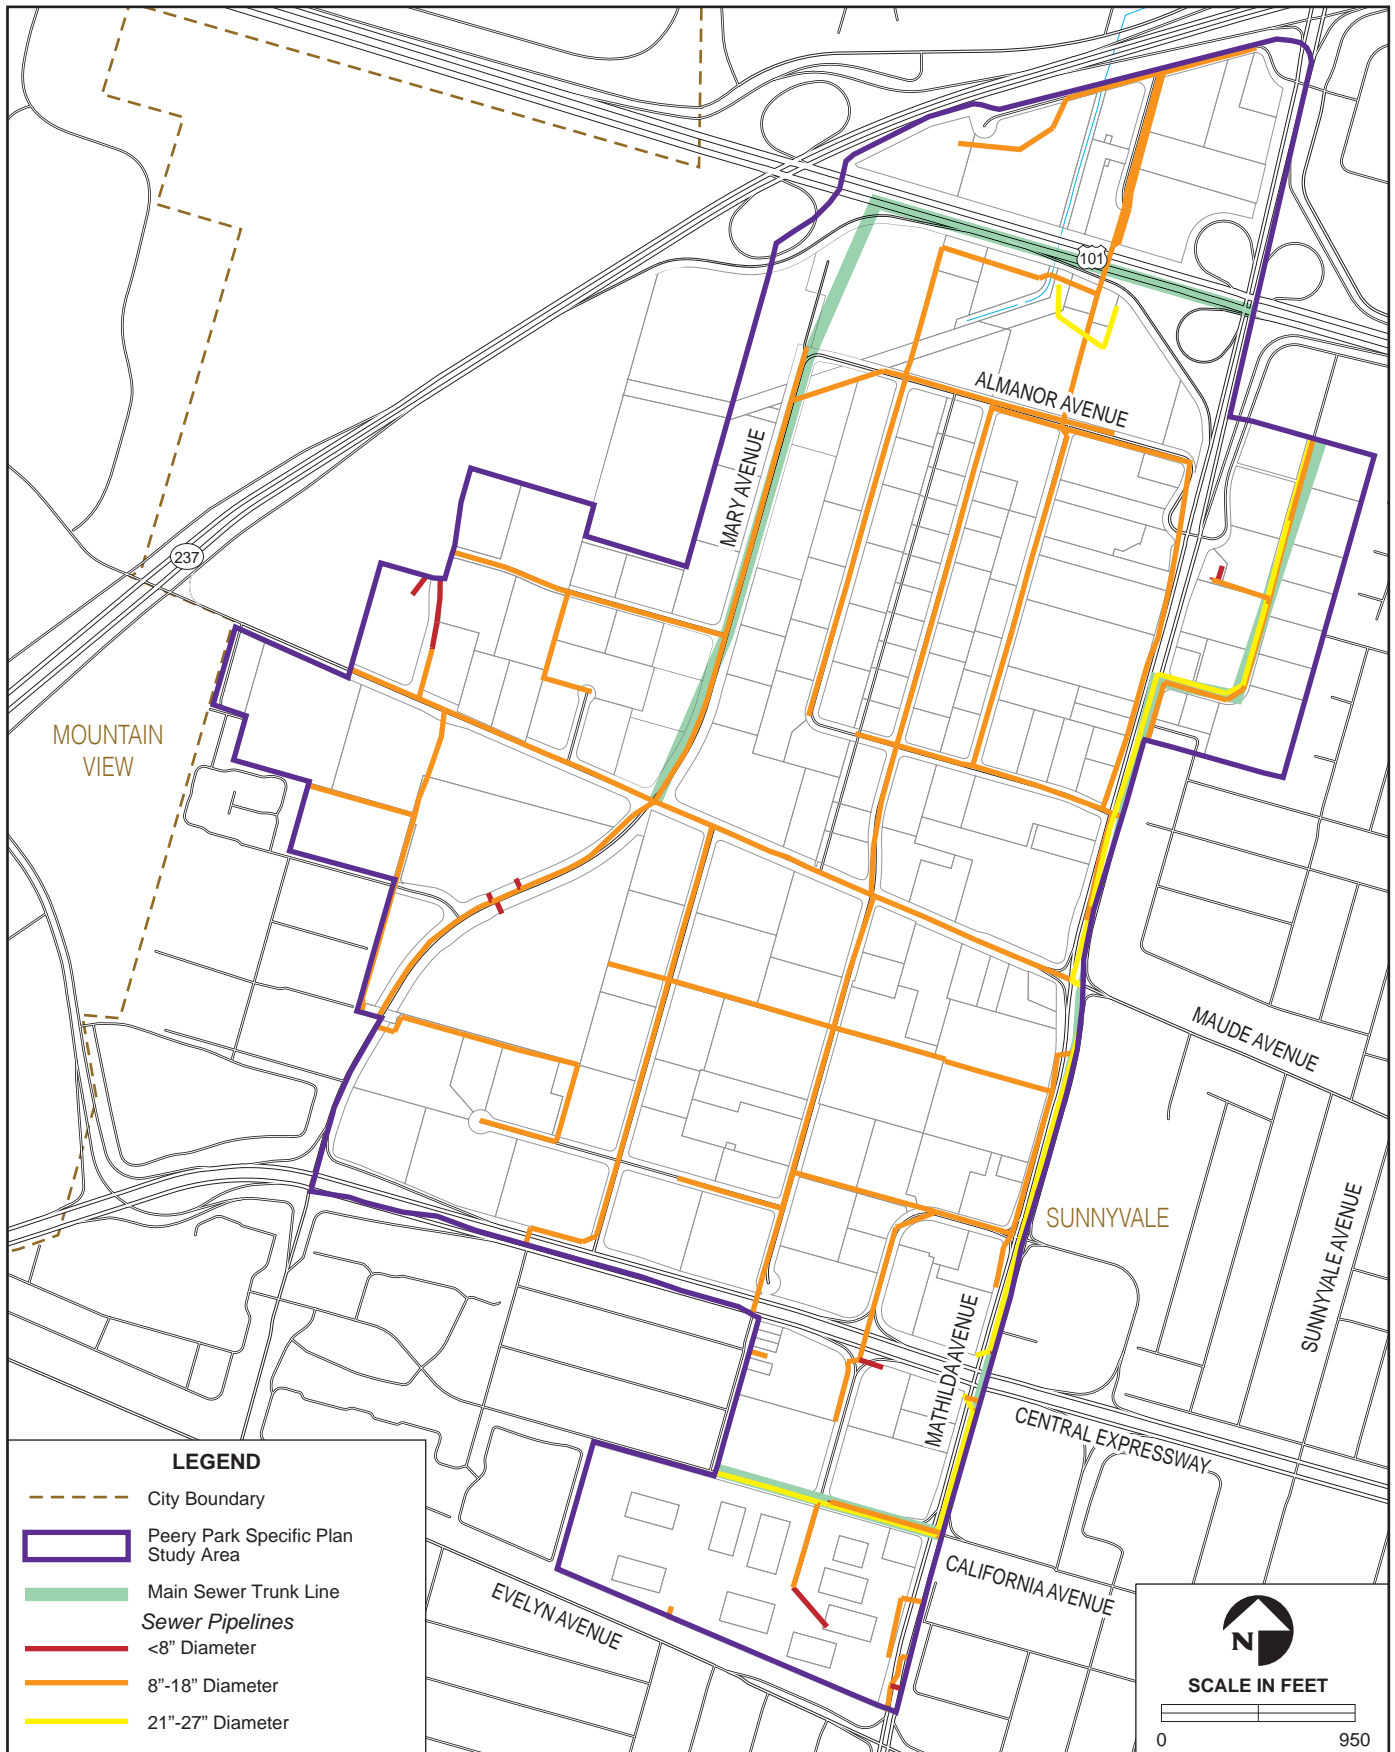 101
ALMANOR AVENUE
MARY AVENUE
237
MOUNTAIN
VIEW
MAUDE AVENUE
SUNNYVALE
SUNNYVALE AVENUE
MATHILDA AVENUE
CENTRAL EXPRESSWAY
CALIFORNIA AVENUE
EVELYN AVENUE
LEGEND
City Boundary
Peery Park Specific Plan
Study Area
Main Sewer Trunk Line
Sewer Pipelines
<8” Diameter
8”-18” Diameter
21”-27” Diameter
N
SCALE IN FEET
0 950